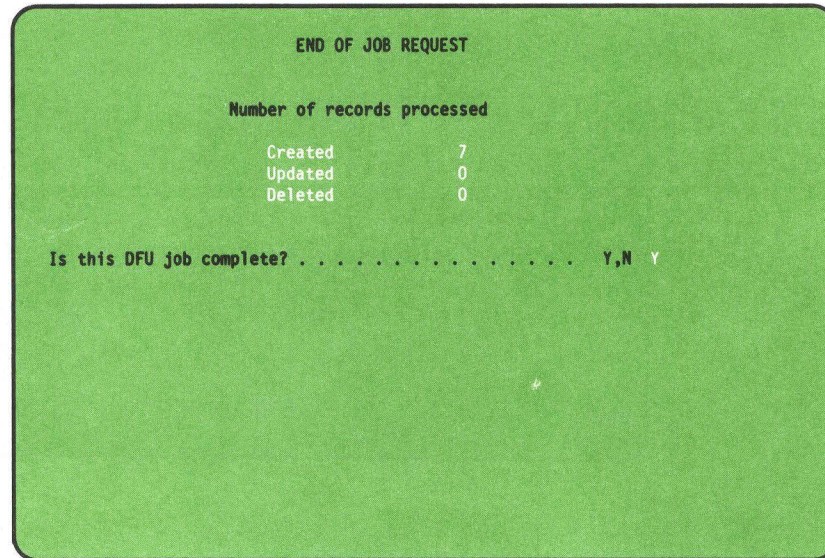 END OF JOB REQUEST
Number of records processed
Created 7
Updated 0
Deleted 0
Is this DFU job complete? . . . . . . . . . . . . . . . Y,N Y